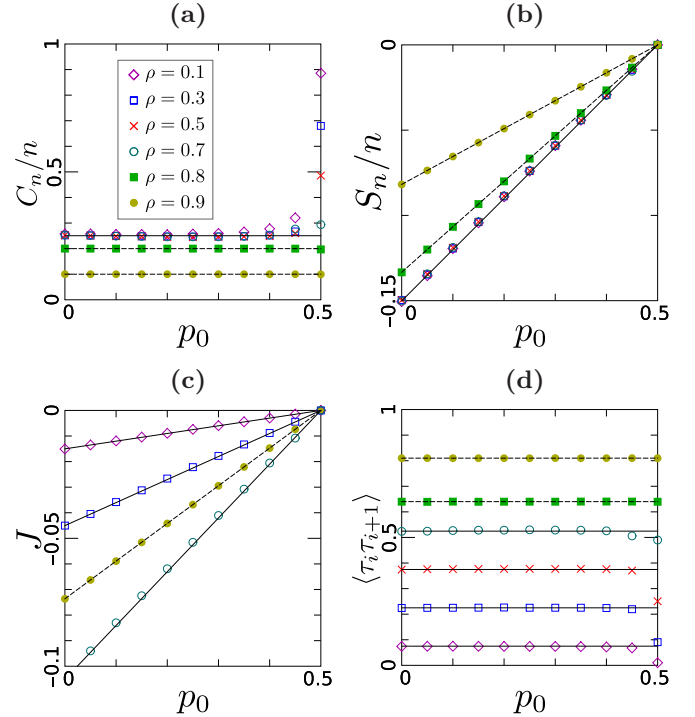 (a)
1
0.5
0
C_n/n
ρ = 0.1
ρ = 0.3
ρ = 0.5
ρ = 0.7
ρ = 0.8
ρ = 0.9
0
0.5
p_0
(b)
0
−0.15
S_n/n
0
0.5
p_0
(c)
0
−0.05
−0.1
J
0
0.5
p_0
(d)
1
0.5
0
⟨τ_i τ_{i+1}⟩
0
0.5
p_0